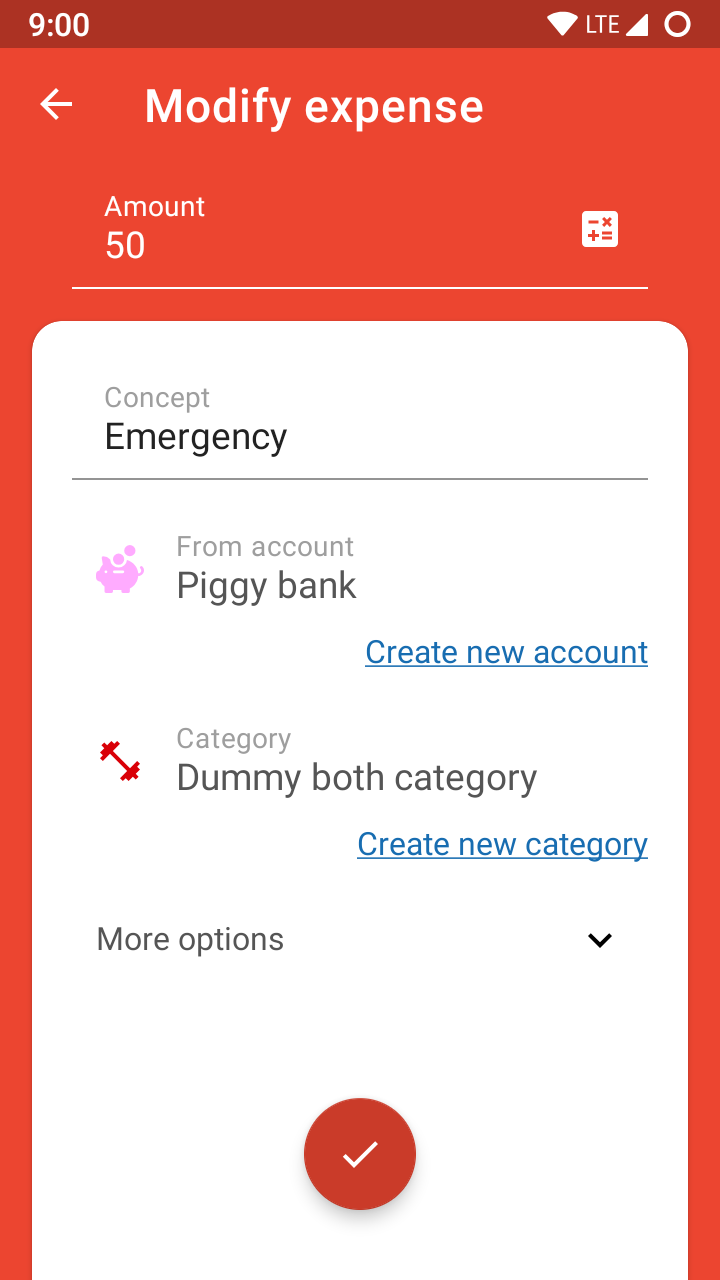 9:00 LTE
Modify expense
Amount
50
Concept
Emergency
From account
Piggy bank
Create new account
Category
Dummy both category
Create new category
More options